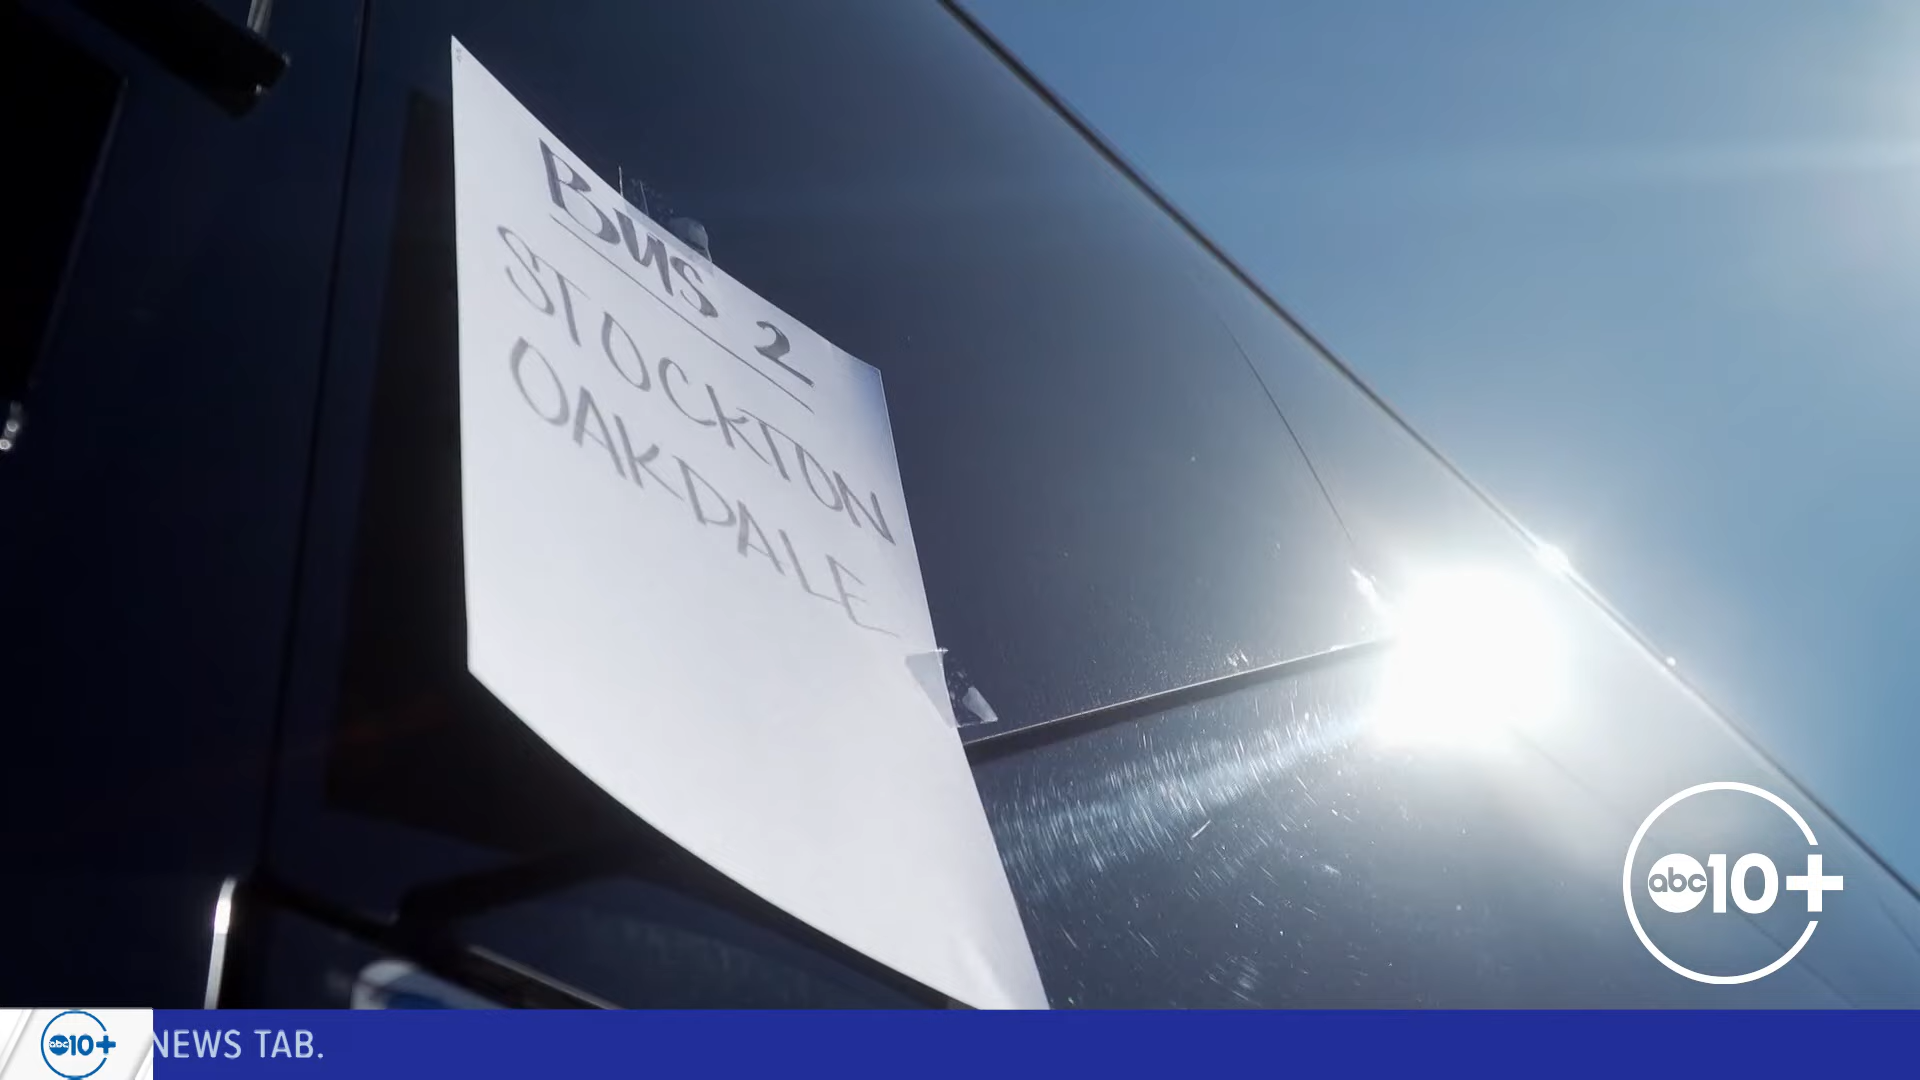 Bus 2
STOCKTON
OAKDALE
abc10+
abc10+ NEWS TAB.